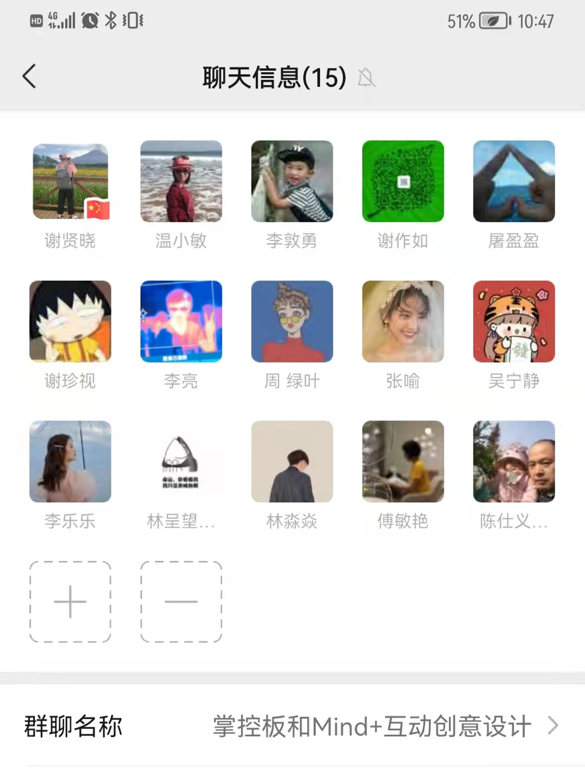 HD 4G 51% 10:47
聊天信息(15)
谢贤晓 温小敏 李敦勇 谢作如 屠盈盈
谢珍视 李亮 周 绿叶 张喻 吴宁静
李乐乐 林呈望... 林淼焱 傅敏艳 陈仕义...
群聊名称 掌控板和Mind+互动创意设计